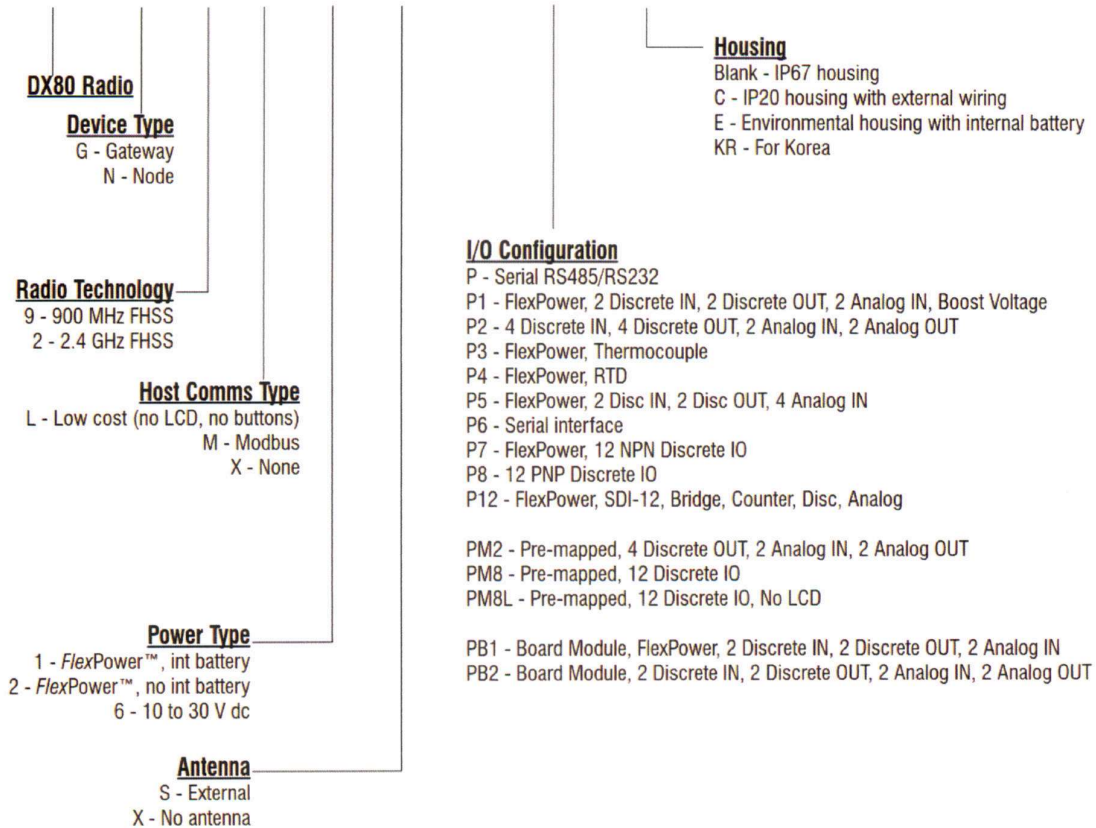 DX80 Radio
Device Type
G - Gateway
N - Node
Radio Technology
9 - 900 MHz FHSS
2 - 2.4 GHz FHSS
Host Comms Type
L - Low cost (no LCD, no buttons)
M - Modbus
X - None
Power Type
1 - FlexPower™, int battery
2 - FlexPower™, no int battery
6 - 10 to 30 V dc
Antenna
S - External
X - No antenna
I/O Configuration
P - Serial RS485/RS232
P1 - FlexPower, 2 Discrete IN, 2 Discrete OUT, 2 Analog IN, Boost Voltage
P2 - 4 Discrete IN, 4 Discrete OUT, 2 Analog IN, 2 Analog OUT
P3 - FlexPower, Thermocouple
P4 - FlexPower, RTD
P5 - FlexPower, 2 Disc IN, 2 Disc OUT, 4 Analog IN
P6 - Serial interface
P7 - FlexPower, 12 NPN Discrete IO
P8 - 12 PNP Discrete IO
P12 - FlexPower, SDI-12, Bridge, Counter, Disc, Analog
PM2 - Pre-mapped, 4 Discrete OUT, 2 Analog IN, 2 Analog OUT
PM8 - Pre-mapped, 12 Discrete IO
PM8L - Pre-mapped, 12 Discrete IO, No LCD
PB1 - Board Module, FlexPower, 2 Discrete IN, 2 Discrete OUT, 2 Analog IN
PB2 - Board Module, 2 Discrete IN, 2 Discrete OUT, 2 Analog IN, 2 Analog OUT
Housing
Blank - IP67 housing
C - IP20 housing with external wiring
E - Environmental housing with internal battery
KR - For Korea